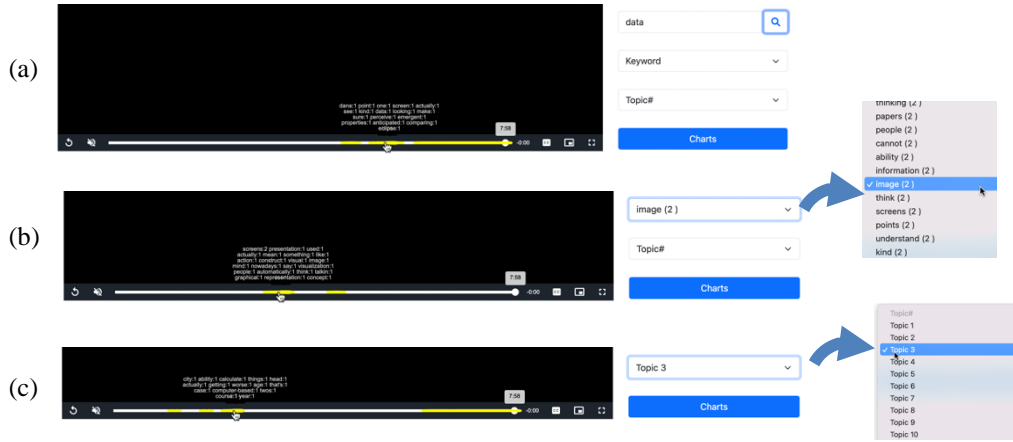 (a)
dana:1 point:1 one:1 screen:1 actually:1
see:1 kind:1 data:1 looking:1 make:1
sure:1 perceive:1 emergent:1
properties:1 anticipated:1 comparing:1
eclipse:1
7:58
-0:00
data
Keyword
Topic#
Charts
thinking (2 )
papers (2 )
people (2 )
cannot (2 )
ability (2 )
information (2 )
✓ image (2 )
think (2 )
screens (2 )
points (2 )
understand (2 )
kind (2 )
(b)
screens:2 presentation:1 used:1
actually:1 mean:1 something:1 like:1
action:1 construct:1 visual:1 image:1
mind:1 nowadays:1 say:1 visualization:1
people:1 automatically:1 think:1 talkin:1
graphical:1 representation:1 concept:1
7:58
-0:00
image (2 )
Topic#
Charts
(c)
city:1 ability:1 calculate:1 things:1 head:1
actually:1 getting:1 worse:1 age:1 that's:1
case:1 computer-based:1 twos:1
course:1 year:1
7:58
-0:00
Topic 3
Charts
Topic#
Topic 1
Topic 2
✓ Topic 3
Topic 4
Topic 5
Topic 6
Topic 7
Topic 8
Topic 9
Topic 10